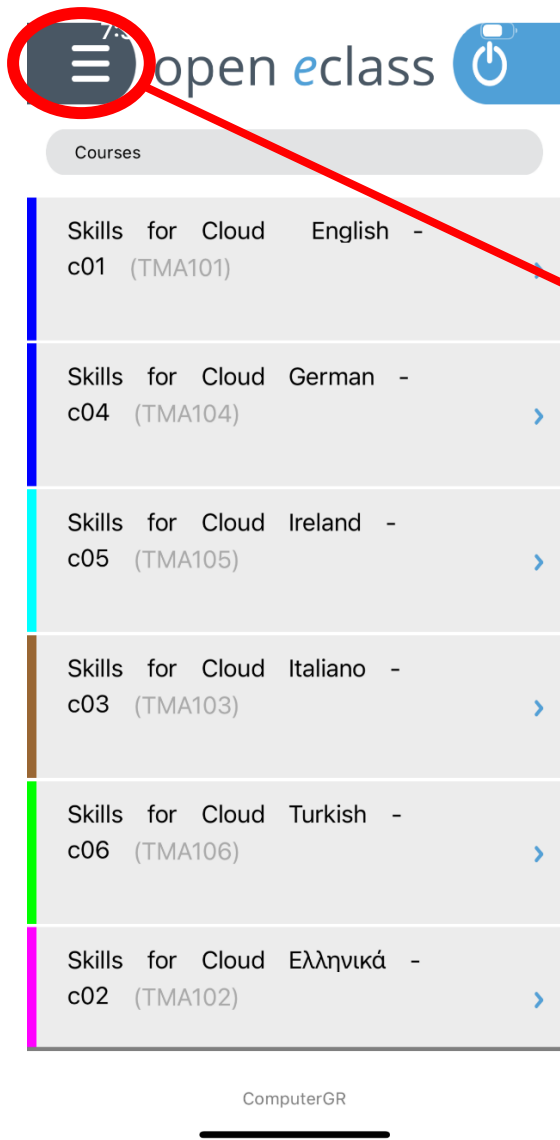 open eclass
Courses
Skills for Cloud English -
c01 (TMA101)
Skills for Cloud German -
c04 (TMA104)
Skills for Cloud Ireland -
c05 (TMA105)
Skills for Cloud Italiano -
c03 (TMA103)
Skills for Cloud Turkish -
c06 (TMA106)
Skills for Cloud Ελληνικά -
c02 (TMA102)
ComputerGR